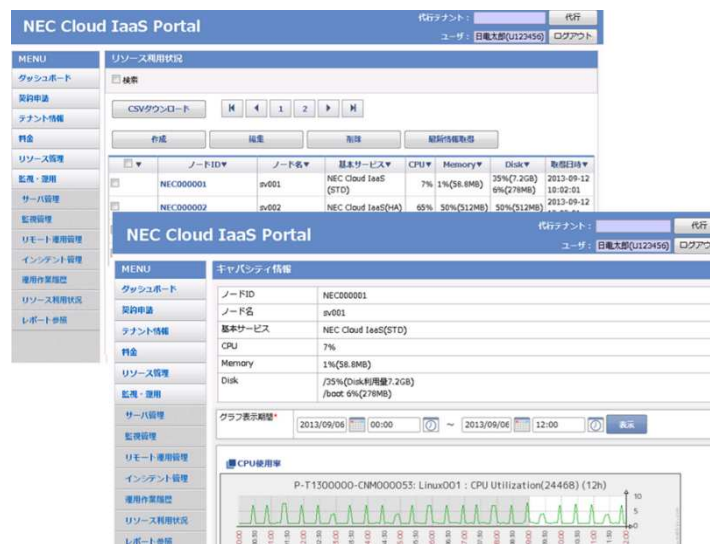 NEC Cloud IaaS Portal
代行テナント:
代行
ユーザ: 日電太郎(U123456)
ログアウト
MENU
ダッシュボード
契約申請
テナント情報
料金
リソース管理
監視・運用
サーバ管理
監視管理
リモート運用管理
インシデント管理
運用作業履歴
リソース利用状況
レポート参照
リソース利用状況
検索
CSVダウンロード
1 2
作成 編集 削除 最新情報取得
ノードID▼ ノード名▼ 基本サービス▼ CPU▼ Memory▼ Disk▼ 取得日時▼
NEC000001 sv001 NEC Cloud IaaS (STD) 7% 1%(58.8MB) 35%(7.2GB) 6%(278MB) 2013-09-12 10:02:01
NEC000002 sv002 NEC Cloud IaaS(HA) 65% 50%(512MB) 50%(512MB) 2013-09-12
NEC Cloud IaaS Portal
代行テナント:
代行
ユーザ: 日電太郎(U123456)
MENU
ダッシュボード
契約申請
テナント情報
料金
リソース管理
監視・運用
サーバ管理
監視管理
リモート運用管理
インシデント管理
運用作業履歴
リソース利用状況
レポート参照
キャパシティ情報
ノードID NEC000001
ノード名 sv001
基本サービス NEC Cloud IaaS(STD)
CPU 7%
Memory 1%(58.8MB)
Disk /35%(Disk利用量7.2GB)
/boot 6%(278MB)
グラフ表示期間* 2013/09/06 00:00 ~ 2013/09/06 12:00 表示
CPU使用率
P-T1300000-CNM000053: Linux001 : CPU Utilization(24468) (12h)
10
5
0